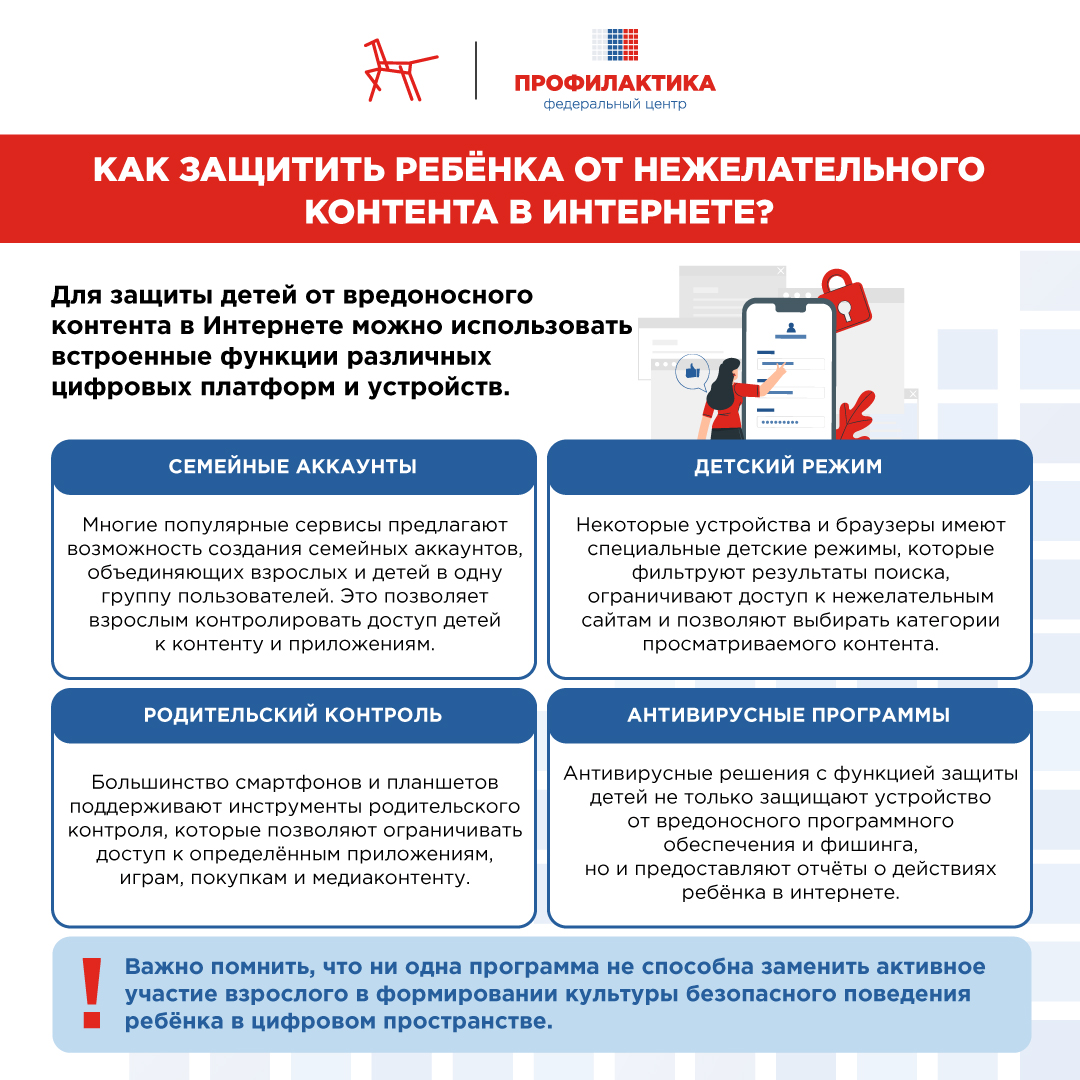 ПРОФИЛАКТИКА
федеральный центр
КАК ЗАЩИТИТЬ РЕБЁНКА ОТ НЕЖЕЛАТЕЛЬНОГО
КОНТЕНТА В ИНТЕРНЕТЕ?
Для защиты детей от вредоносного
контента в Интернете можно использовать
встроенные функции различных
цифровых платформ и устройств.
СЕМЕЙНЫЕ АККАУНТЫ
Многие популярные сервисы предлагают
возможность создания семейных аккаунтов,
объединяющих взрослых и детей в одну
группу пользователей. Это позволяет
взрослым контролировать доступ детей
к контенту и приложениям.
ДЕТСКИЙ РЕЖИМ
Некоторые устройства и браузеры имеют
специальные детские режимы, которые
фильтруют результаты поиска,
ограничивают доступ к нежелательным
сайтам и позволяют выбирать категории
просматриваемого контента.
РОДИТЕЛЬСКИЙ КОНТРОЛЬ
Большинство смартфонов и планшетов
поддерживают инструменты родительского
контроля, которые позволяют ограничивать
доступ к определённым приложениям,
играм, покупкам и медиаконтенту.
АНТИВИРУСНЫЕ ПРОГРАММЫ
Антивирусные решения с функцией защиты
детей не только защищают устройство
от вредоносного программного
обеспечения и фишинга,
но и предоставляют отчёты о действиях
ребёнка в интернете.
! Важно помнить, что ни одна программа не способна заменить активное
участие взрослого в формировании культуры безопасного поведения
ребёнка в цифровом пространстве.